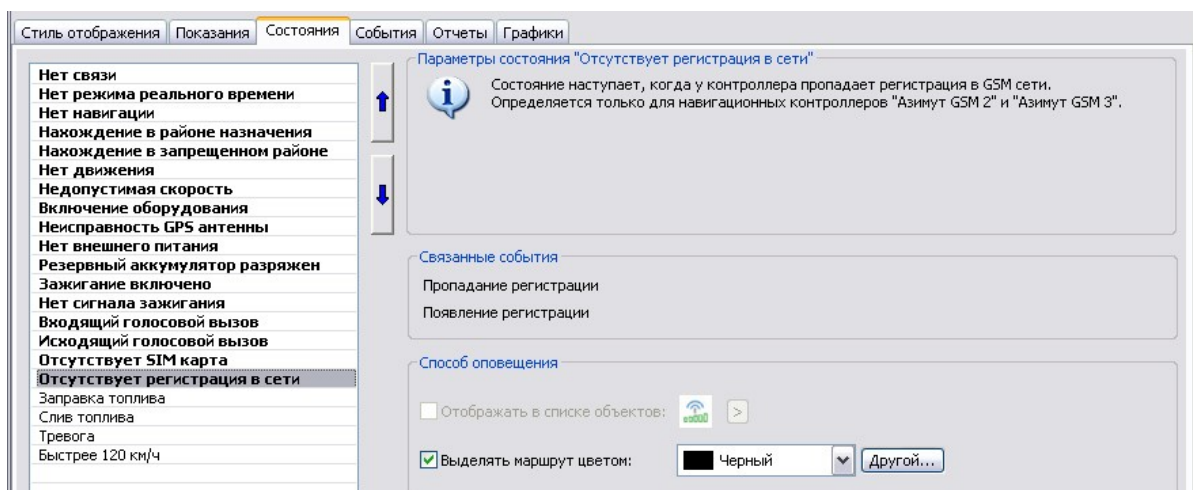 Стиль отображения Показания Состояния События Отчеты Графики
Нет связи
Нет режима реального времени
Нет навигации
Нахождение в районе назначения
Нахождение в запрещенном районе
Нет движения
Недопустимая скорость
Включение оборудования
Неисправность GPS антенны
Нет внешнего питания
Резервный аккумулятор разряжен
Зажигание включено
Нет сигнала зажигания
Входящий голосовой вызов
Исходящий голосовой вызов
Отсутствует SIM карта
Отсутствует регистрация в сети
Заправка топлива
Слив топлива
Тревога
Быстрее 120 км/ч
Параметры состояния "Отсутствует регистрация в сети"
Состояние наступает, когда у контроллера пропадает регистрация в GSM сети.
Определяется только для навигационных контроллеров "Азимут GSM 2" и "Азимут GSM 3".
Связанные события
Пропадание регистрации
Появление регистрации
Способ оповещения
Отображать в списке объектов: >
Выделять маршрут цветом: Черный Другой...